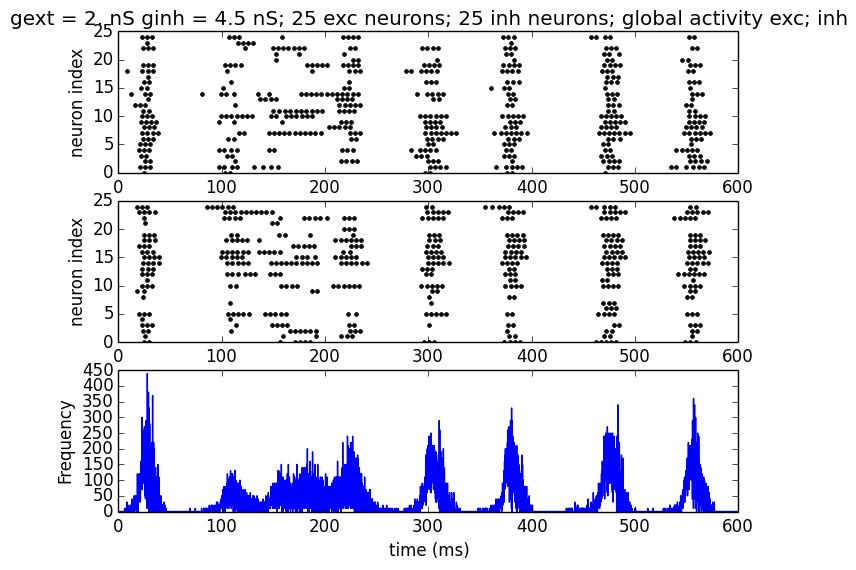 gext = 2. nS ginh = 4.5 nS; 25 exc neurons; 25 inh neurons; global activity exc; inh
25
20
15
10
5
0
neuron index
0 100 200 300 400 500 600
25
20
15
10
5
0
neuron index
0 100 200 300 400 500 600
450
400
350
300
250
200
150
100
50
0
Frequency
0 100 200 300 400 500 600
time (ms)